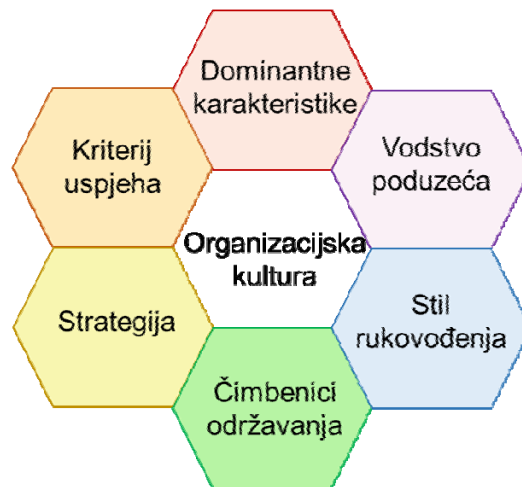 Dominantne
karakteristike
Kriterij
uspjeha
Vodstvo
poduzeća
Organizacijska
kultura
Strategija
Stil
rukovođenja
Čimbenici
održavanja